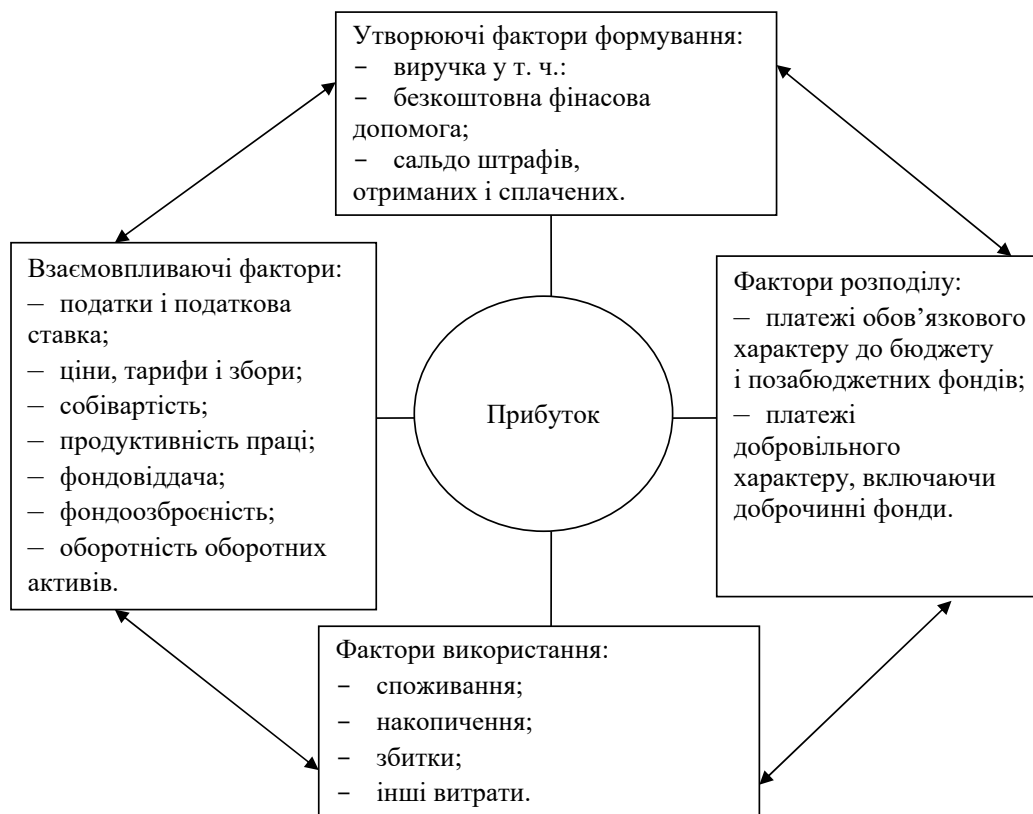 Утворюючі фактори формування:
− виручка у т. ч.:
− безкоштовна фінасова
допомога;
− сальдо штрафів,
отриманих і сплачених.
Взаємовпливаючі фактори:
– податки і податкова
ставка;
– ціни, тарифи і збори;
– собівартість;
– продуктивність праці;
– фондовіддача;
– фондоозброєність;
– оборотність оборотних
активів.
Прибуток
Фактори розподілу:
– платежі обов’язкового
характеру до бюджету
і позабюджетних фондів;
– платежі
добровільного
характеру, включаючи
доброчинні фонди.
Фактори використання:
− споживання;
− накопичення;
− збитки;
− інші витрати.